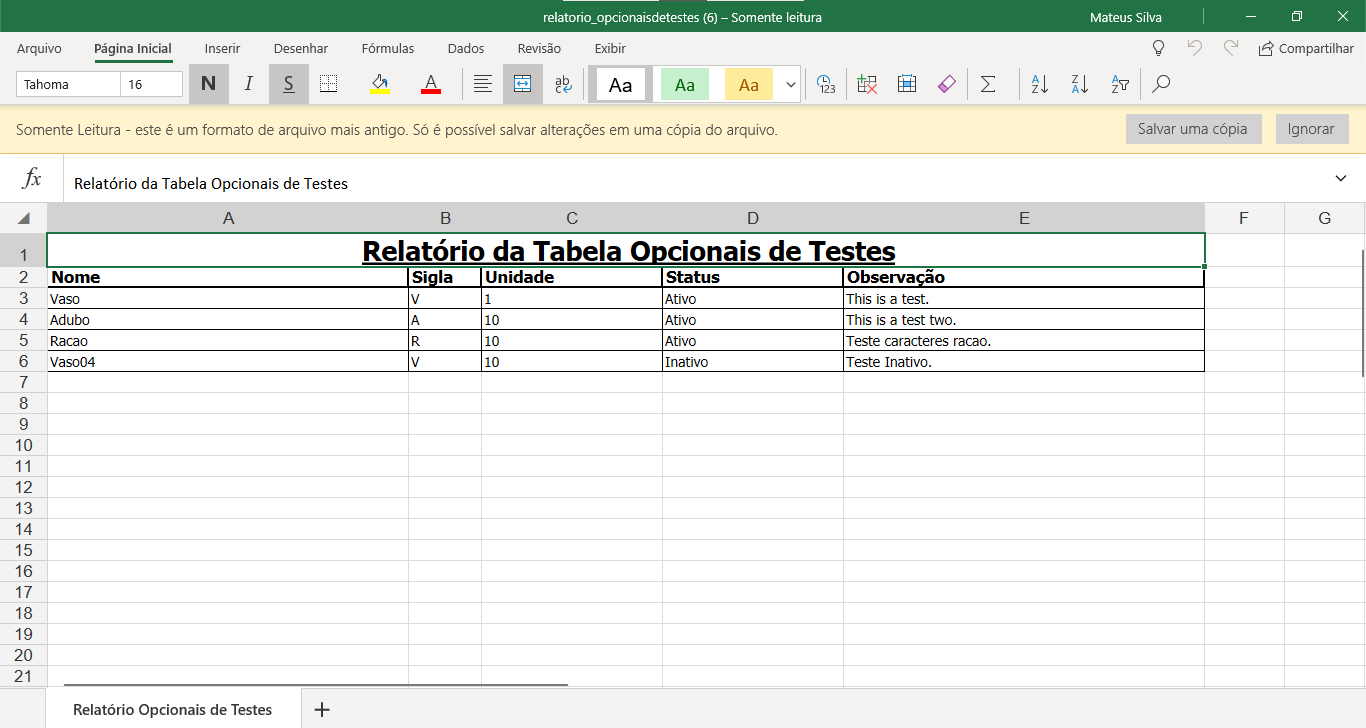 relatorio_opcionaisdetestes (6) – Somente leitura
Mateus Silva
Arquivo Página Inicial Inserir Desenhar Fórmulas Dados Revisão Exibir Compartilhar
Tahoma 16 N I S ab c Aa Aa Aa 123 Σ A Z Z A A Z
Somente Leitura - este é um formato de arquivo mais antigo. Só é possível salvar alterações em uma cópia do arquivo. Salvar uma cópia Ignorar
fx Relatório da Tabela Opcionais de Testes
A B C D E F G
1 Relatório da Tabela Opcionais de Testes
2 Nome Sigla Unidade Status Observação
3 Vaso V 1 Ativo This is a test.
4 Adubo A 10 Ativo This is a test two.
5 Racao R 10 Ativo Teste caracteres racao.
6 Vaso04 V 10 Inativo Teste Inativo.
7
8
9
10
11
12
13
14
15
16
17
18
19
20
21
Relatório Opcionais de Testes